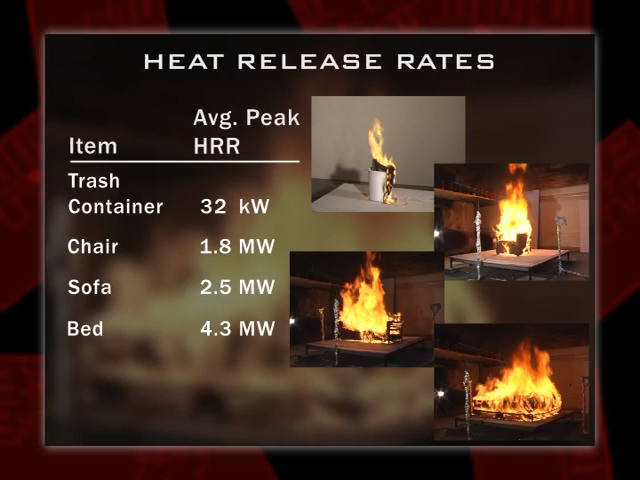 HEAT RELEASE RATES
Avg. Peak
Item HRR
Trash
Container 32 kW
Chair 1.8 MW
Sofa 2.5 MW
Bed 4.3 MW